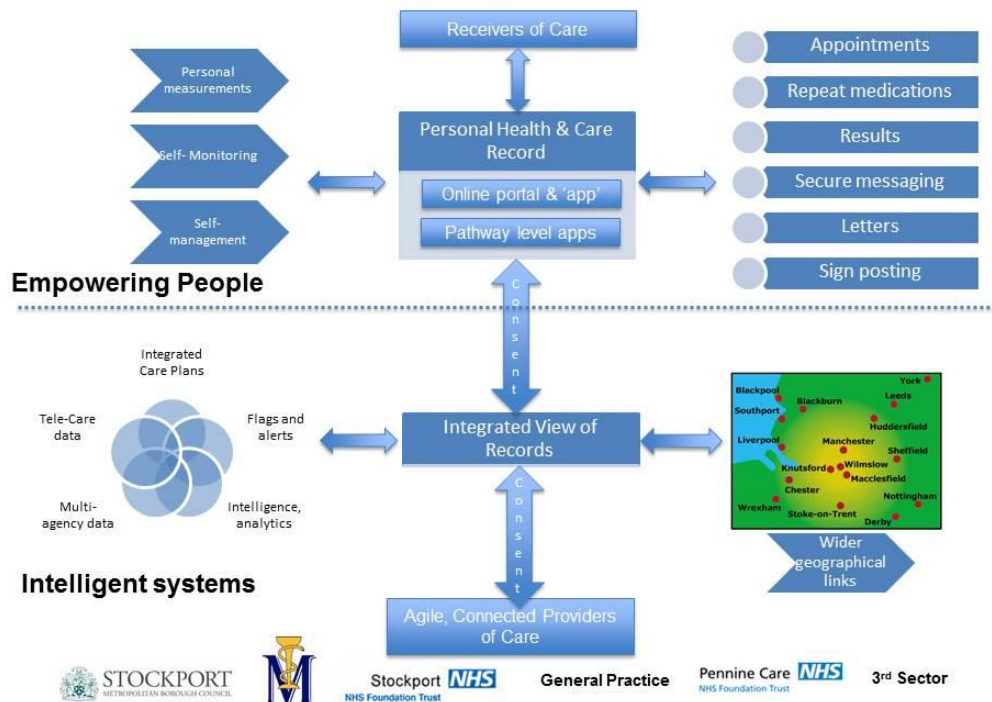 Receivers of Care
Personal
measurements
Self- Monitoring
Self-
management
Personal Health & Care
Record
Online portal & ‘app’
Pathway level apps
Appointments
Repeat medications
Results
Secure messaging
Letters
Sign posting
Empowering People
Consent
Integrated
Care Plans
Tele-Care
data
Flags and
alerts
Multi-
agency data
Intelligence,
analytics
Integrated View of
Records
York
Blackpool
Leeds
Blackburn
Southport
Huddersfield
Manchester
Liverpool
Sheffield
Wilmslow
Knutsford
Macclesfield
Chester
Nottingham
Wrexham
Stoke-on-Trent
Derby
Wider
geographical
links
Consent
Intelligent systems
Agile, Connected Providers
of Care
STOCKPORT
METROPOLITAN BOROUGH COUNCIL
M
Stockport NHS
NHS Foundation Trust
General Practice
Pennine Care NHS
NHS Foundation Trust
3rd Sector